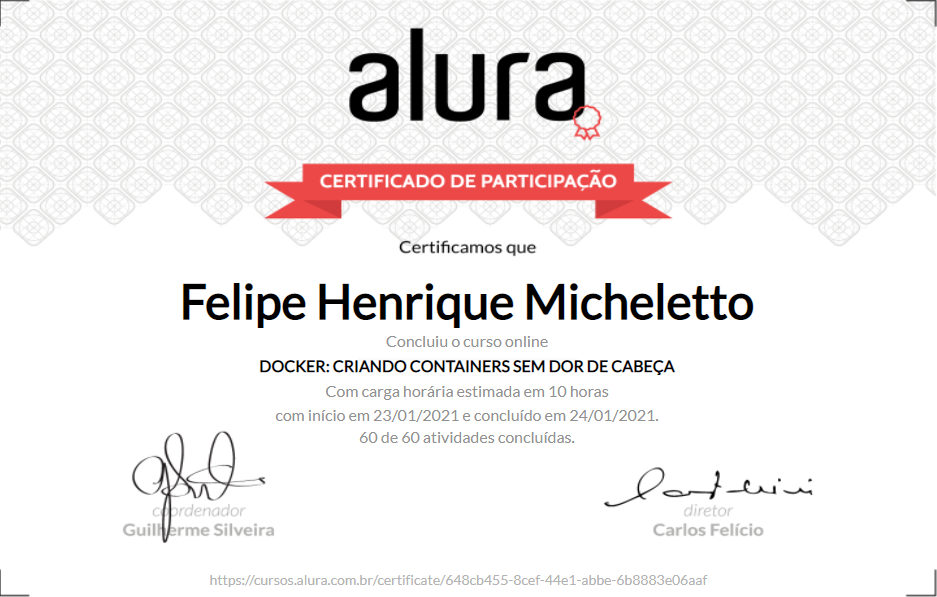 alura
CERTIFICADO DE PARTICIPAÇÃO
Certificamos que
Felipe Henrique Micheletto
Concluiu o curso online
DOCKER: CRIANDO CONTAINERS SEM DOR DE CABEÇA
Com carga horária estimada em 10 horas
com início em 23/01/2021 e concluído em 24/01/2021.
60 de 60 atividades concluídas.
coordenador
Guilherme Silveira
diretor
Carlos Felício
https://cursos.alura.com.br/certificate/648cb455-8cef-44e1-abbe-6b8883e06aaf